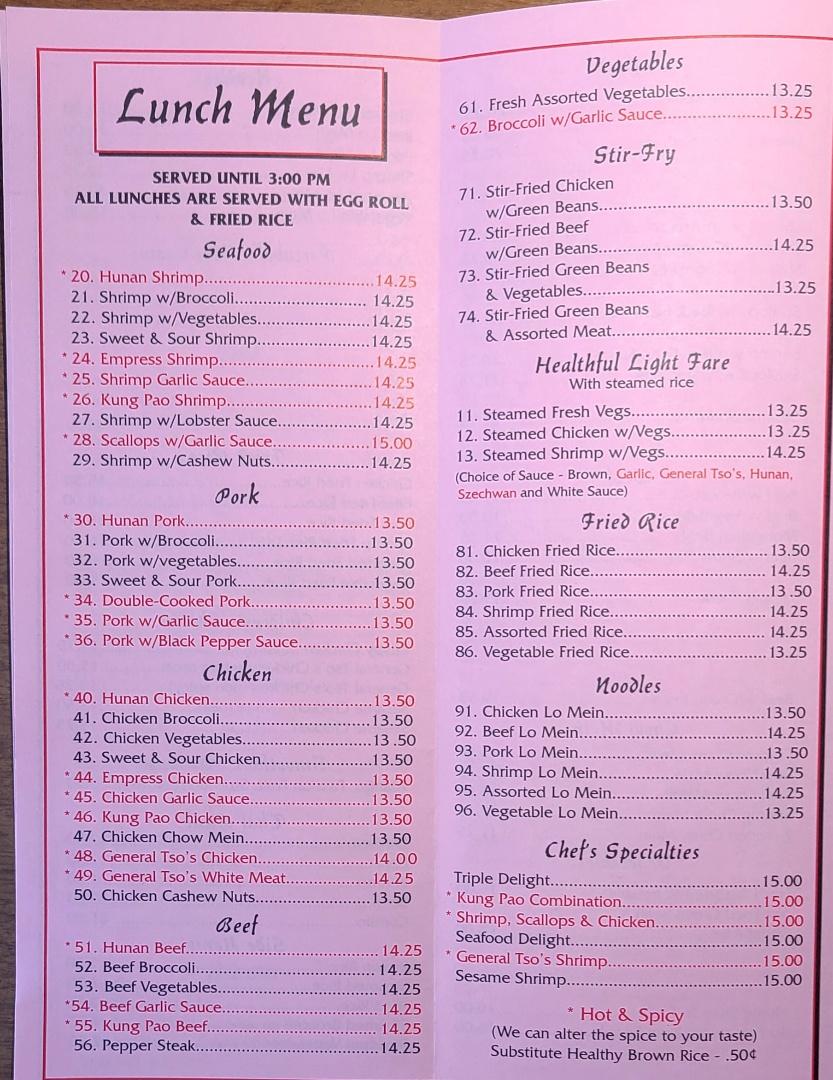 Lunch Menu
SERVED UNTIL 3:00 PM
ALL LUNCHES ARE SERVED WITH EGG ROLL
& FRIED RICE
Seafood
* 20. Hunan Shrimp............................14.25
21. Shrimp w/Broccoli...................... 14.25
22. Shrimp w/Vegetables...................14.25
23. Sweet & Sour Shrimp...................14.25
* 24. Empress Shrimp..........................14.25
* 25. Shrimp Garlic Sauce.....................14.25
* 26. Kung Pao Shrimp........................14.25
27. Shrimp w/Lobster Sauce...............14.25
* 28. Scallops w/Garlic Sauce................15.00
29. Shrimp w/Cashew Nuts................14.25
Pork
* 30. Hunan Pork...............................13.50
31. Pork w/Broccoli..........................13.50
32. Pork w/vegetables......................13.50
33. Sweet & Sour Pork......................13.50
* 34. Double-Cooked Pork....................13.50
* 35. Pork w/Garlic Sauce.....................13.50
* 36. Pork w/Black Pepper Sauce............13.50
Chicken
* 40. Hunan Chicken...........................13.50
41. Chicken Broccoli.........................13.50
42. Chicken Vegetables.....................13 .50
43. Sweet & Sour Chicken..................13.50
* 44. Empress Chicken.........................13.50
* 45. Chicken Garlic Sauce....................13.50
* 46. Kung Pao Chicken.......................13.50
47. Chicken Chow Mein.....................13.50
* 48. General Tso's Chicken...................14.00
* 49. General Tso's White Meat..............14.25
50. Chicken Cashew Nuts...................13.50
Beef
* 51. Hunan Beef................................14.25
52. Beef Broccoli.............................. 14.25
53. Beef Vegetables..........................14.25
*54. Beef Garlic Sauce.........................14.25
* 55. Kung Pao Beef............................14.25
56. Pepper Steak..............................14.25
Vegetables
61. Fresh Assorted Vegetables.............13.25
* 62. Broccoli w/Garlic Sauce.................13.25
Stir-Fry
71. Stir-Fried Chicken
w/Green Beans...........................13.50
72. Stir-Fried Beef
w/Green Beans...........................14.25
73. Stir-Fried Green Beans
& Vegetables..............................13.25
74. Stir-Fried Green Beans
& Assorted Meat.........................14.25
Healthful Light Fare
With steamed rice
11. Steamed Fresh Vegs.....................13.25
12. Steamed Chicken w/Vegs..............13 .25
13. Steamed Shrimp w/Vegs...............14.25
(Choice of Sauce - Brown, Garlic, General Tso's, Hunan,
Szechwan and White Sauce)
Fried Rice
81. Chicken Fried Rice....................... 13.50
82. Beef Fried Rice........................... 14.25
83. Pork Fried Rice...........................13 .50
84. Shrimp Fried Rice........................14.25
85. Assorted Fried Rice...................... 14.25
86. Vegetable Fried Rice.....................13.25
Noodles
91. Chicken Lo Mein.........................13.50
92. Beef Lo Mein..............................14.25
93. Pork Lo Mein.............................13 .50
94. Shrimp Lo Mein..........................14.25
95. Assorted Lo Mein........................14.25
96. Vegetable Lo Mein......................13.25
Chef's Specialties
Triple Delight...................................15.00
* Kung Pao Combination......................15.00
* Shrimp, Scallops & Chicken.................15.00
Seafood Delight................................15.00
* General Tso's Shrimp.........................15.00
Sesame Shrimp.................................15.00
* Hot & Spicy
(We can alter the spice to your taste)
Substitute Healthy Brown Rice - .50¢